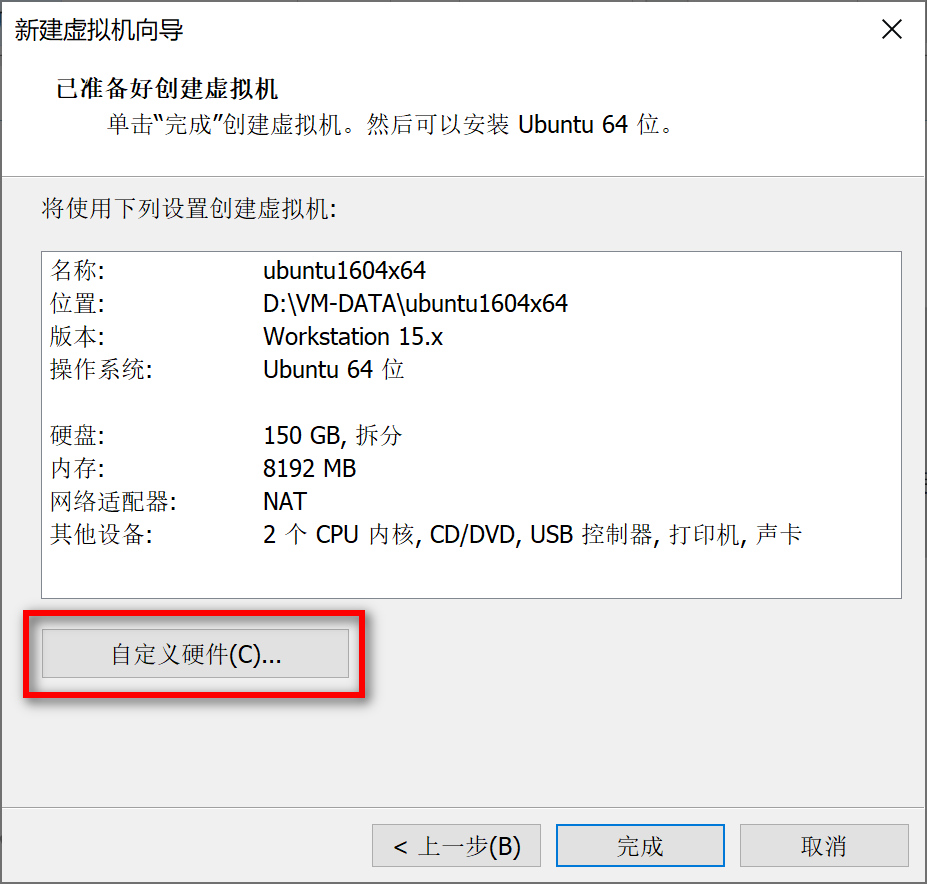 新建虚拟机向导
已准备好创建虚拟机
单击“完成”创建虚拟机。然后可以安装 Ubuntu 64 位。
将使用下列设置创建虚拟机:
名称: ubuntu1604x64
位置: D:\VM-DATA\ubuntu1604x64
版本: Workstation 15.x
操作系统: Ubuntu 64 位
硬盘: 150 GB, 拆分
内存: 8192 MB
网络适配器: NAT
其他设备: 2 个 CPU 内核, CD/DVD, USB 控制器, 打印机, 声卡
自定义硬件(C)...
< 上一步(B) 完成 取消